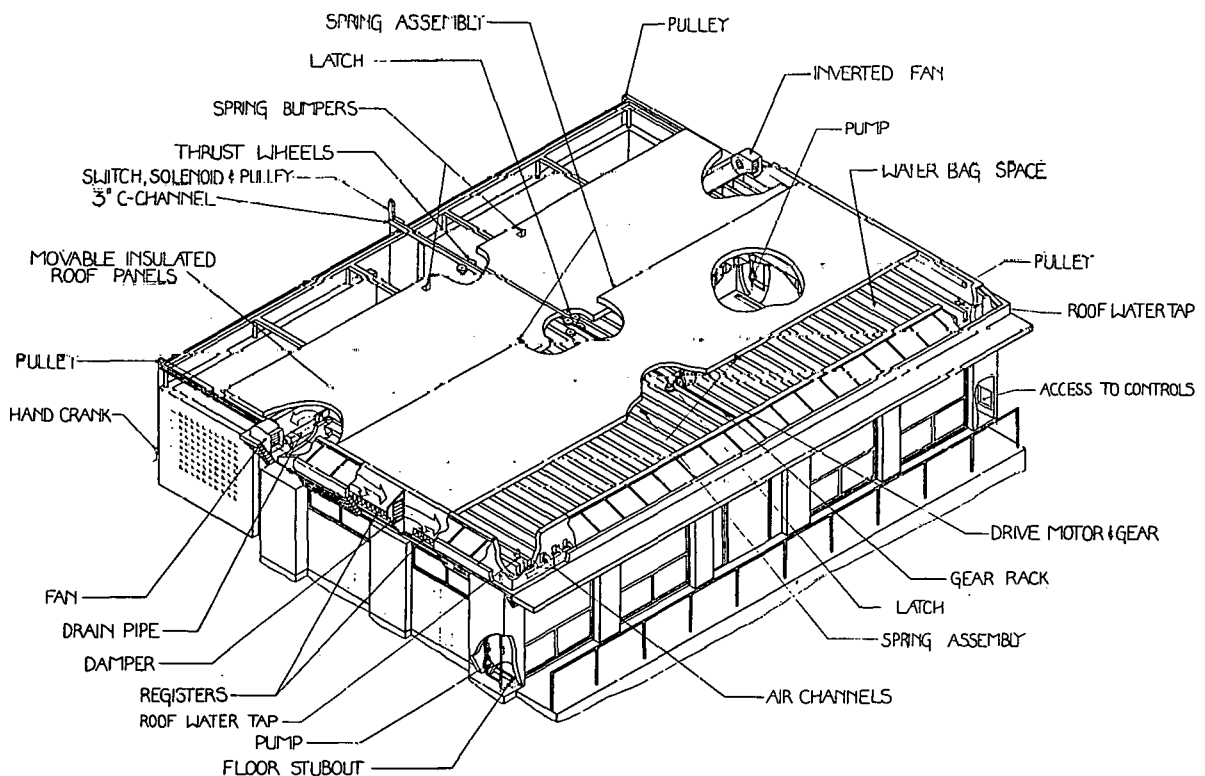 SPRING ASSEMBLY
PULLEY
LATCH
INVERTED FAN
SPRING BUMPERS
PUMP
THRUST WHEELS
WATER BAG SPACE
SWITCH, SOLENOID & PULLEY
3" C-CHANNEL
MOVABLE INSULATED
ROOF PANELS
PULLEY
ROOF WATER TAP
PULLEY
ACCESS TO CONTROLS
HAND CRANK
DRIVE MOTOR & GEAR
GEAR RACK
FAN
LATCH
DRAIN PIPE
SPRING ASSEMBLY
DAMPER
REGISTERS
AIR CHANNELS
ROOF WATER TAP
PUMP
FLOOR STUBOUT